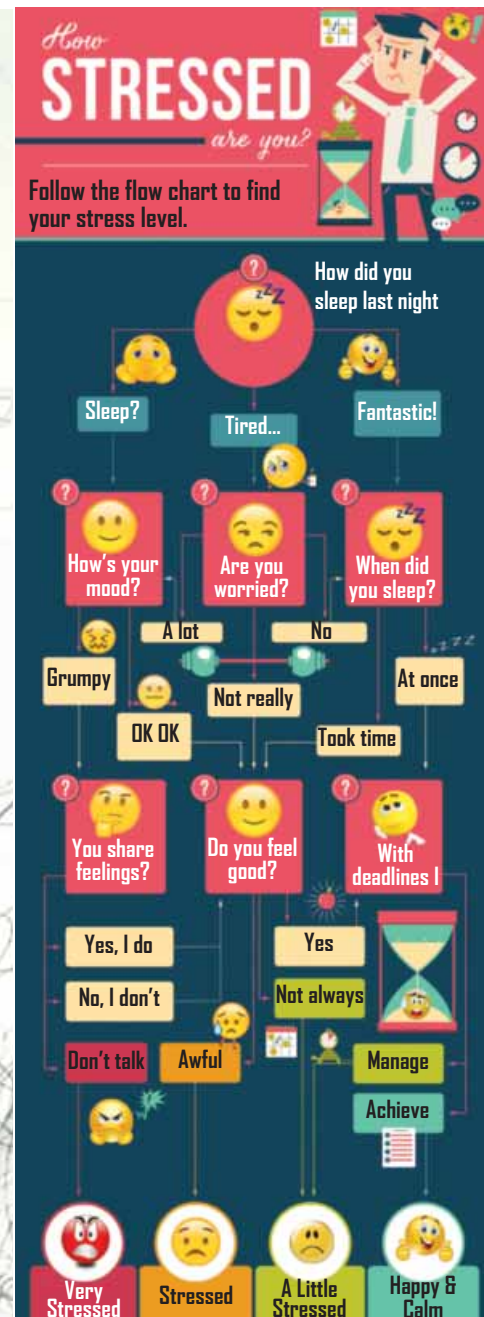 How
STRESSED
are you?
Follow the flow chart to find
your stress level.
?
zzZ
How did you
sleep last night
Sleep?
Tired...
Fantastic!
?
How's your
mood?
?
Are you
worried?
?
zzZ
When did
you sleep?
A lot
No
zzzz
Grumpy
Not really
At once
OK OK
Took time
?
You share
feelings?
?
Do you feel
good?
?
With
deadlines I
Yes, I do
Yes
No, I don't
Not always
Don't talk
Awful
Manage
Achieve
Very
Stressed
Stressed
A Little
Stressed
Happy &
Calm